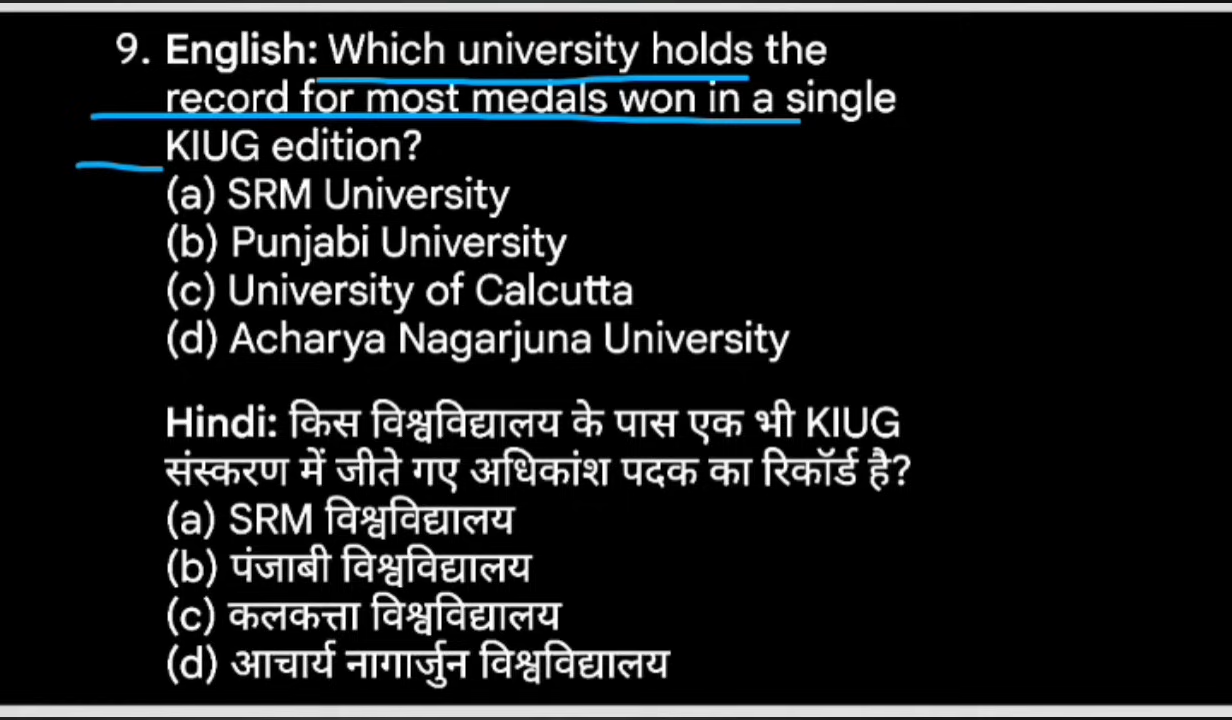 9. English: Which university holds the
record for most medals won in a single
KIUG edition?
(a) SRM University
(b) Punjabi University
(c) University of Calcutta
(d) Acharya Nagarjuna University
Hindi: किस विश्वविद्यालय के पास एक भी KIUG
संस्करण में जीते गए अधिकांश पदक का रिकॉर्ड है?
(a) SRM विश्वविद्यालय
(b) पंजाबी विश्वविद्यालय
(c) कलकत्ता विश्वविद्यालय
(d) आचार्य नागार्जुन विश्वविद्यालय